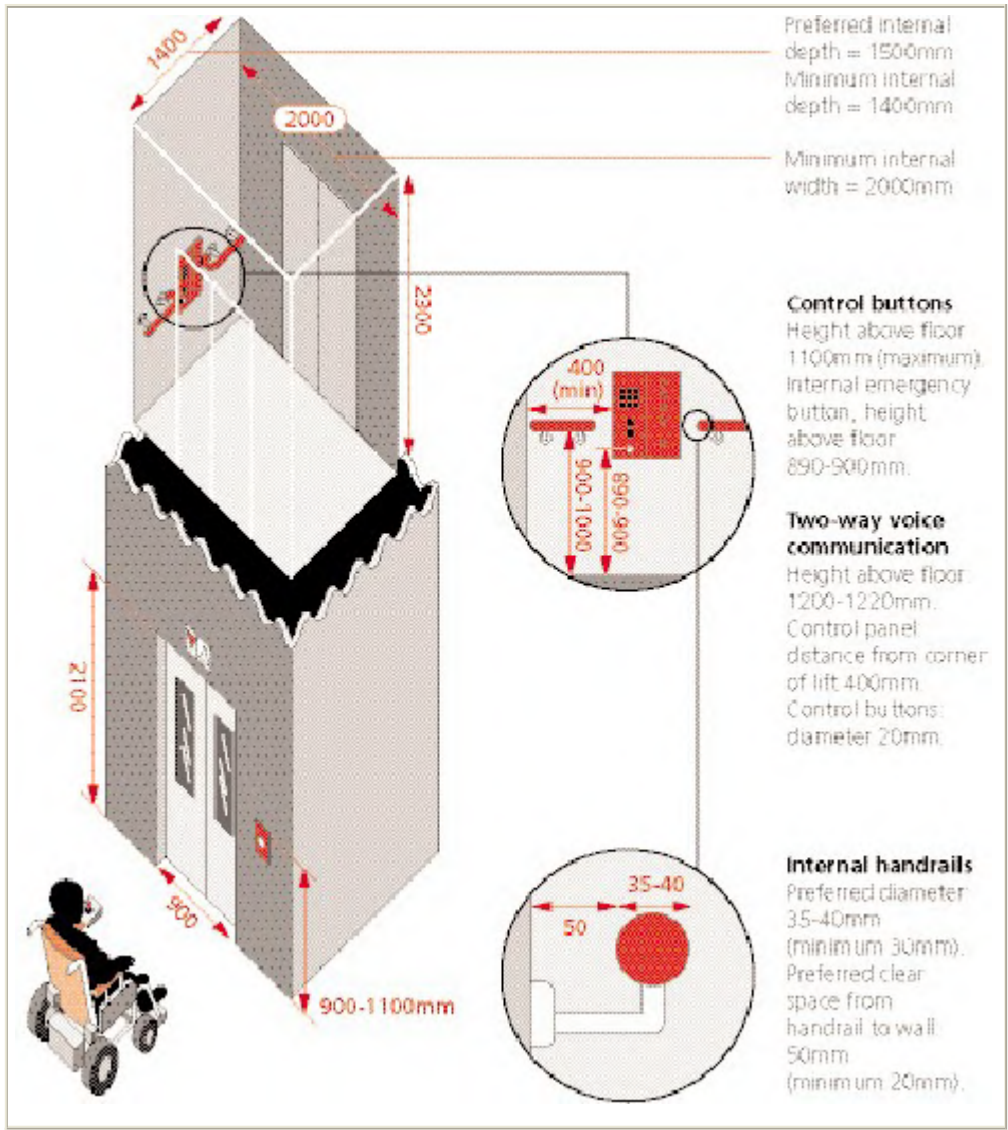 1400
2000
2300
2100
900
900-1100mm
Preferred internal
depth = 1500mm
Minimum internal
depth = 1400mm
Minimum internal
width = 2000mm
400
(min)
900-1000
890-900
Control buttons
Height above floor
1100mm (maximum).
Internal emergency
button, height
above floor
890-900mm.
Two-way voice
communication
Height above floor
1200-1220mm.
Control panel
distance from corner
of lift 400mm.
Control buttons:
diameter 20mm.
35-40
50
Internal handrails
Preferred diameter
35-40mm
(minimum 30mm).
Preferred clear
space from
handrail to wall
50mm
(minimum 20mm).